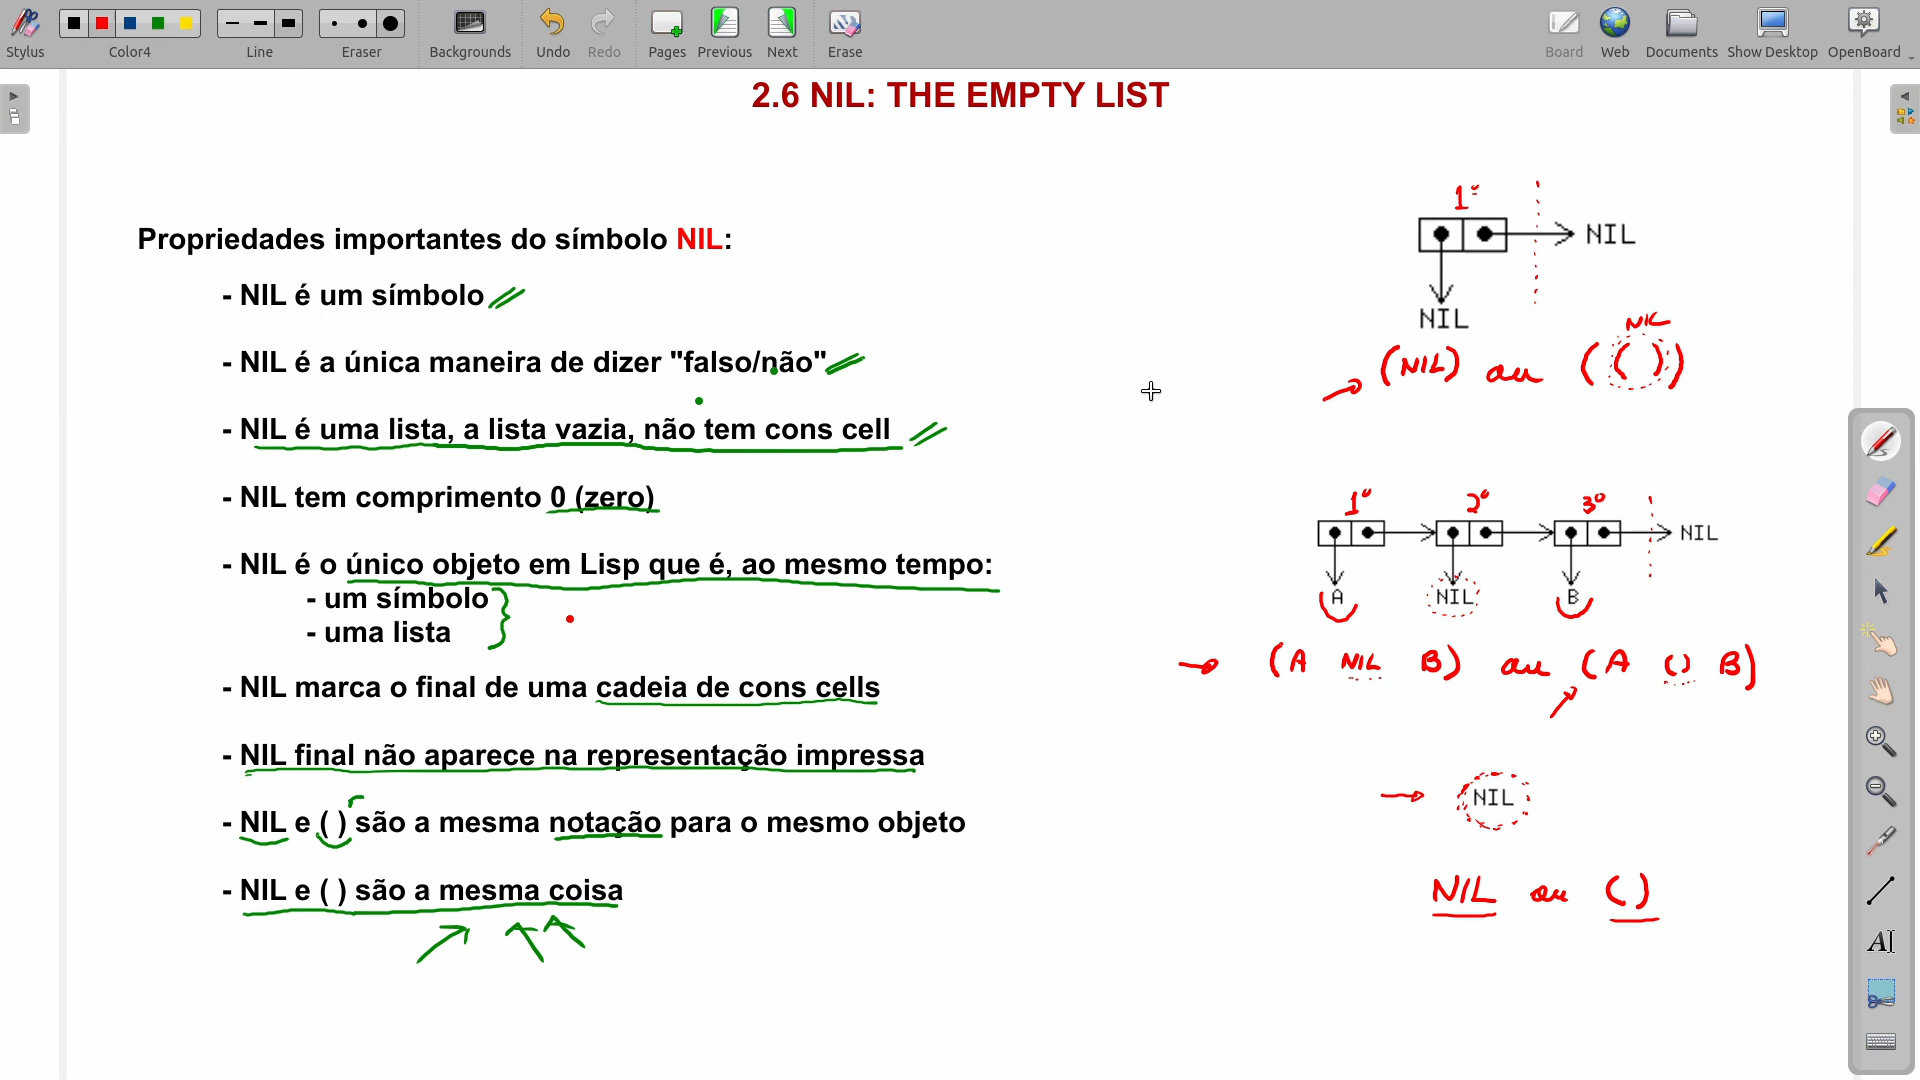 Stylus
Color4
Line
Eraser
Backgrounds
Undo
Redo
Pages
Previous
Next
Erase
Board
Web
Documents
Show Desktop
OpenBoard
2.6 NIL: THE EMPTY LIST
Propriedades importantes do símbolo NIL:
- NIL é um símbolo
- NIL é a única maneira de dizer "falso/não"
- NIL é uma lista, a lista vazia, não tem cons cell
- NIL tem comprimento 0 (zero)
- NIL é o único objeto em Lisp que é, ao mesmo tempo:
- um símbolo
- uma lista
- NIL marca o final de uma cadeia de cons cells
- NIL final não aparece na representação impressa
- NIL e ( ) são a mesma notação para o mesmo objeto
- NIL e ( ) são a mesma coisa
1º
NIL
NIL
NIL
(NIL) ou (( ))
1º 2º 3º
NIL
A NIL B
(A NIL B) ou (A () B)
NIL
NIL ou ( )
A